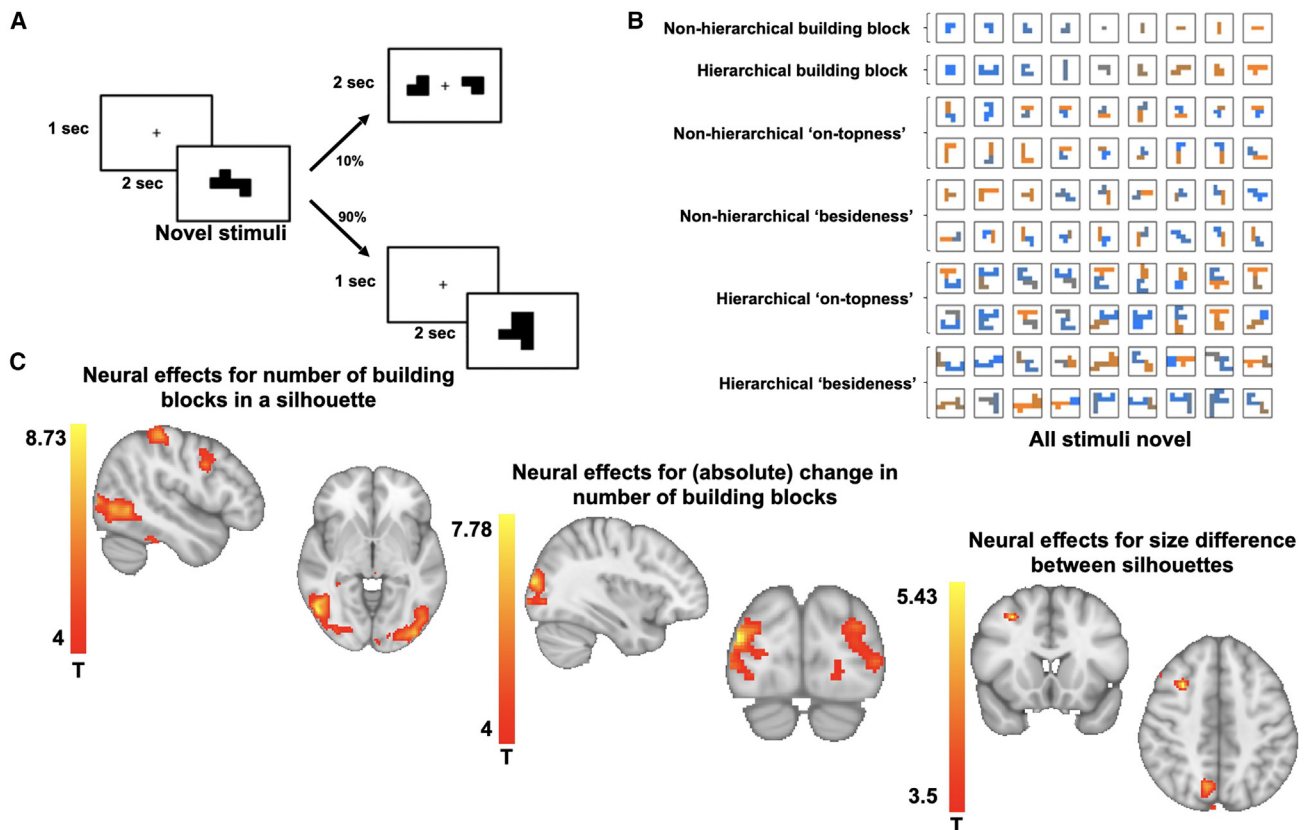 A
1 sec
+
2 sec
Novel stimuli
2 sec
+
10%
90%
1 sec
+
2 sec
B
Non-hierarchical building block
Hierarchical building block
Non-hierarchical ‘on-topness’
Non-hierarchical ‘besideness’
Hierarchical ‘on-topness’
Hierarchical ‘besideness’
All stimuli novel
C
Neural effects for number of building
blocks in a silhouette
8.73
4
T
Neural effects for (absolute) change in
number of building blocks
7.78
4
T
Neural effects for size difference
between silhouettes
5.43
3.5
T